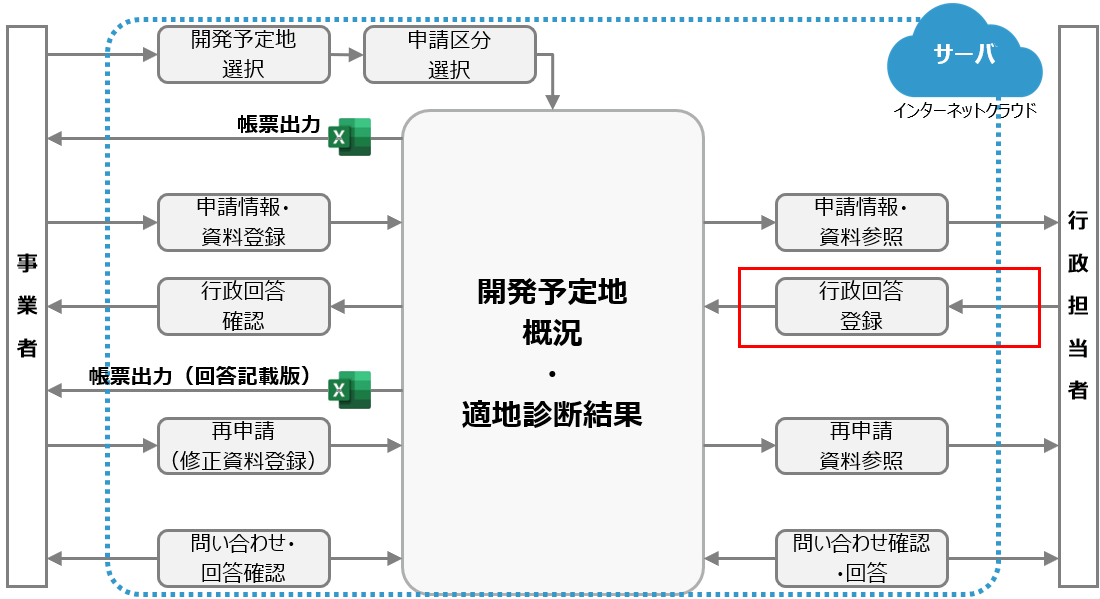 開発予定地
選択
申請区分
選択
サーバ
インターネットクラウド
帳票出力
X
申請情報・
資料登録
申請情報・
資料参照
行
政
担
当
者
事
業
者
行政回答
確認
開発予定地
概況
・
適地診断結果
行政回答
登録
帳票出力（回答記載版）
X
再申請
（修正資料登録）
再申請
資料参照
問い合わせ・
回答確認
問い合わせ確認
・回答